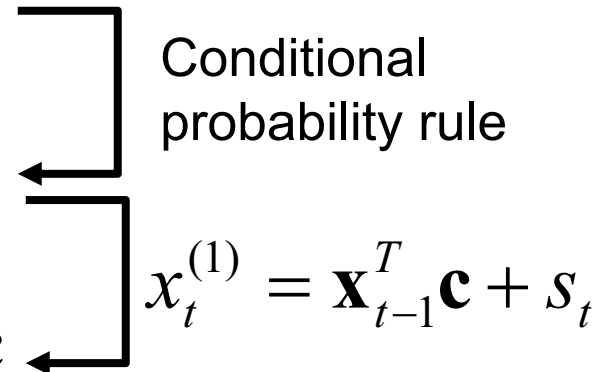 Conditional
probability rule
x_t^{(1)} = \mathbf{x}_{t-1}^T \mathbf{c} + s_t